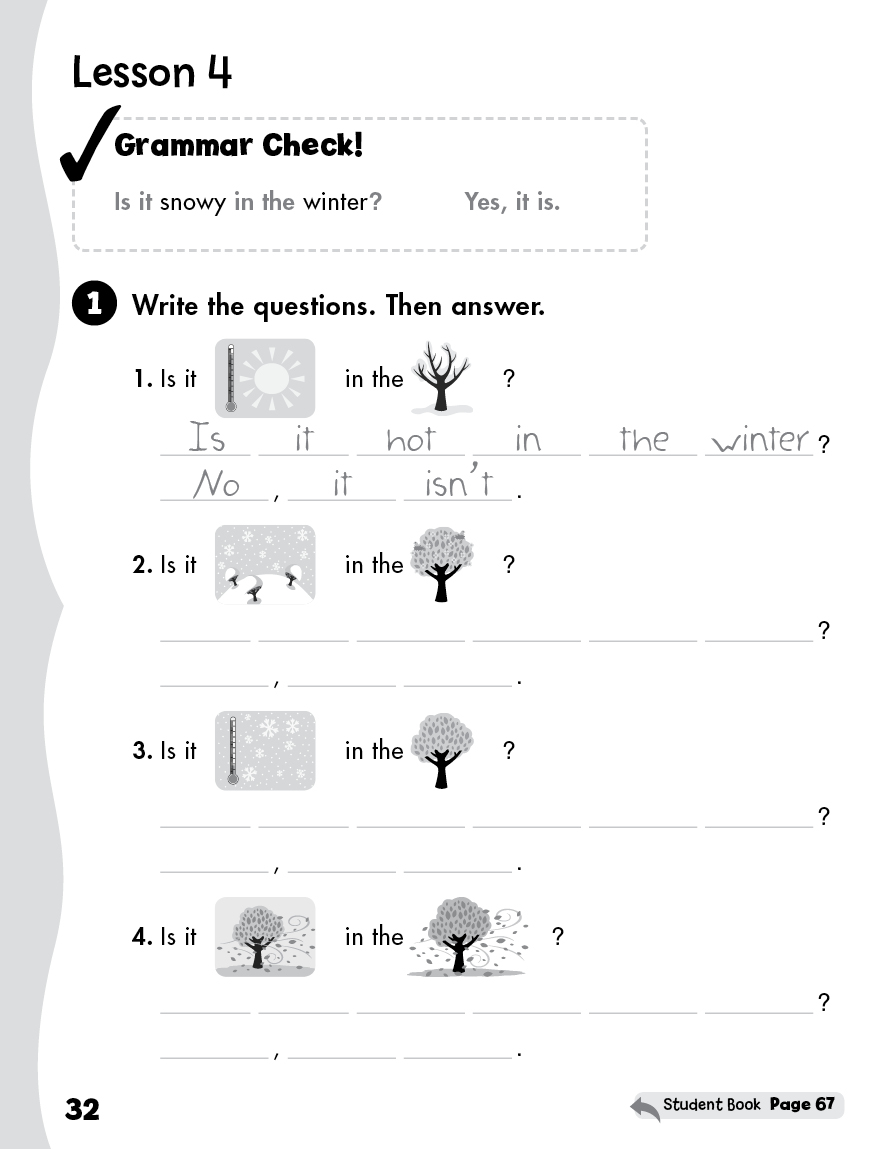 Lesson 4
Grammar Check!
Is it snowy in the winter? Yes, it is.
1 Write the questions. Then answer.
1. Is it in the ?
Is it hot in the winter ?
No , it isn't .
2. Is it in the ?
?
, .
3. Is it in the ?
?
, .
4. Is it in the ?
?
, .
32
Student Book Page 67